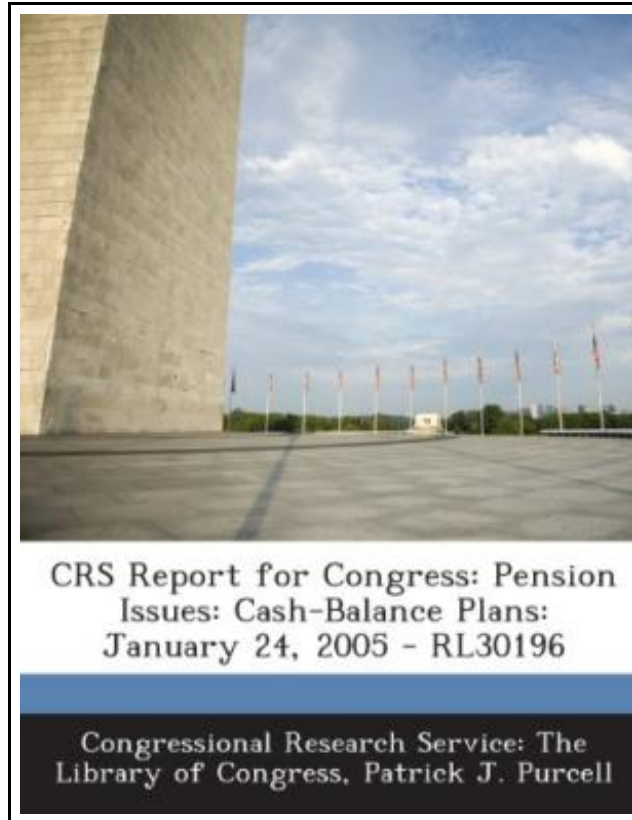 CRS Report for Congress: Pension
Issues: Cash-Balance Plans:
January 24, 2005 - RL30196
Congressional Research Service: The
Library of Congress, Patrick J. Purcell